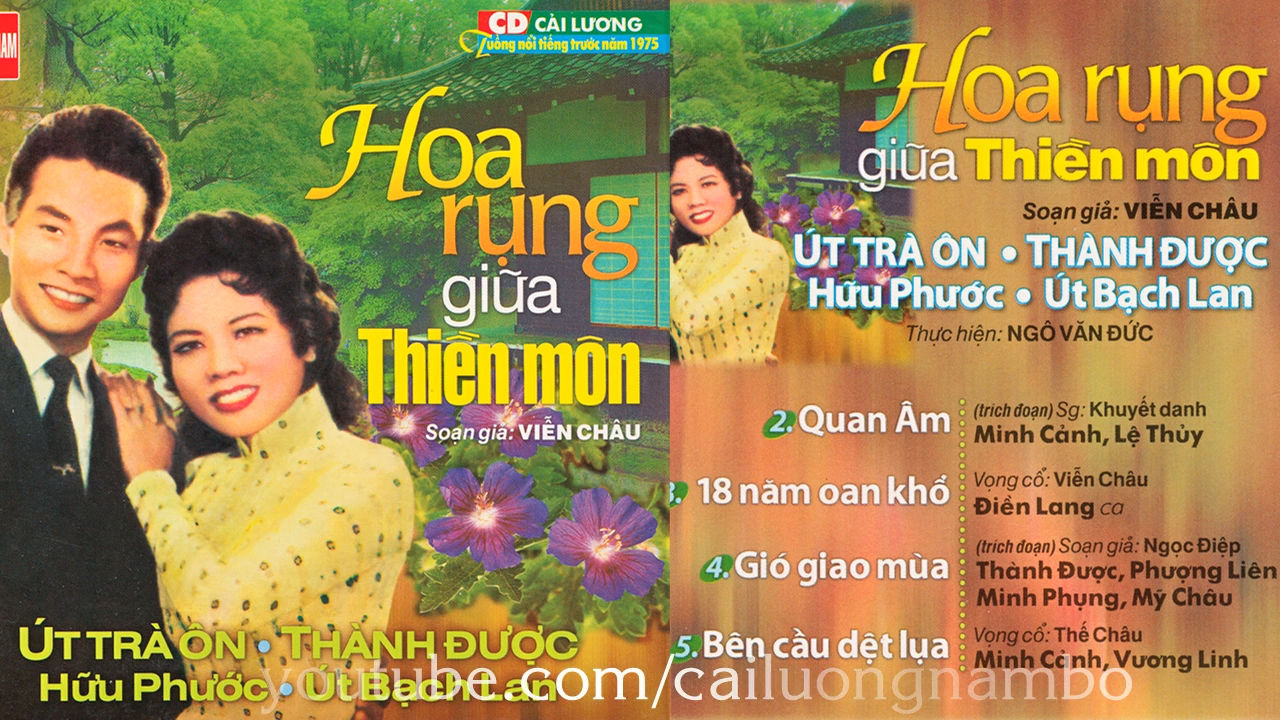 AM
CD CẢI LƯƠNG
Tuồng nổi tiếng trước năm 1975
Hoa
rụng
giữa
Thiền môn
Soạn giả: VIỄN CHÂU
ÚT TRÀ ÔN • THÀNH ĐƯỢC
Hữu Phước • Út Bạch Lan
Hoa rụng
giữa Thiền môn
Soạn giả: VIỄN CHÂU
ÚT TRÀ ÔN • THÀNH ĐƯỢC
Hữu Phước • Út Bạch Lan
Thực hiện: NGÔ VĂN ĐỨC
2. Quan Âm
(trích đoạn) Sg: Khuyết danh
Minh Cảnh, Lệ Thủy
3. 18 năm oan khổ
Vọng cổ: Viễn Châu
Điền Lang ca
4. Gió giao mùa
(trích đoạn) Soạn giả: Ngọc Điệp
Thành Được, Phượng Liên
Minh Phụng, Mỹ Châu
5. Bên cầu dệt lụa
Vọng cổ: Thế Châu
Minh Cảnh, Vương Linh
youtube.com/cailuongnambo